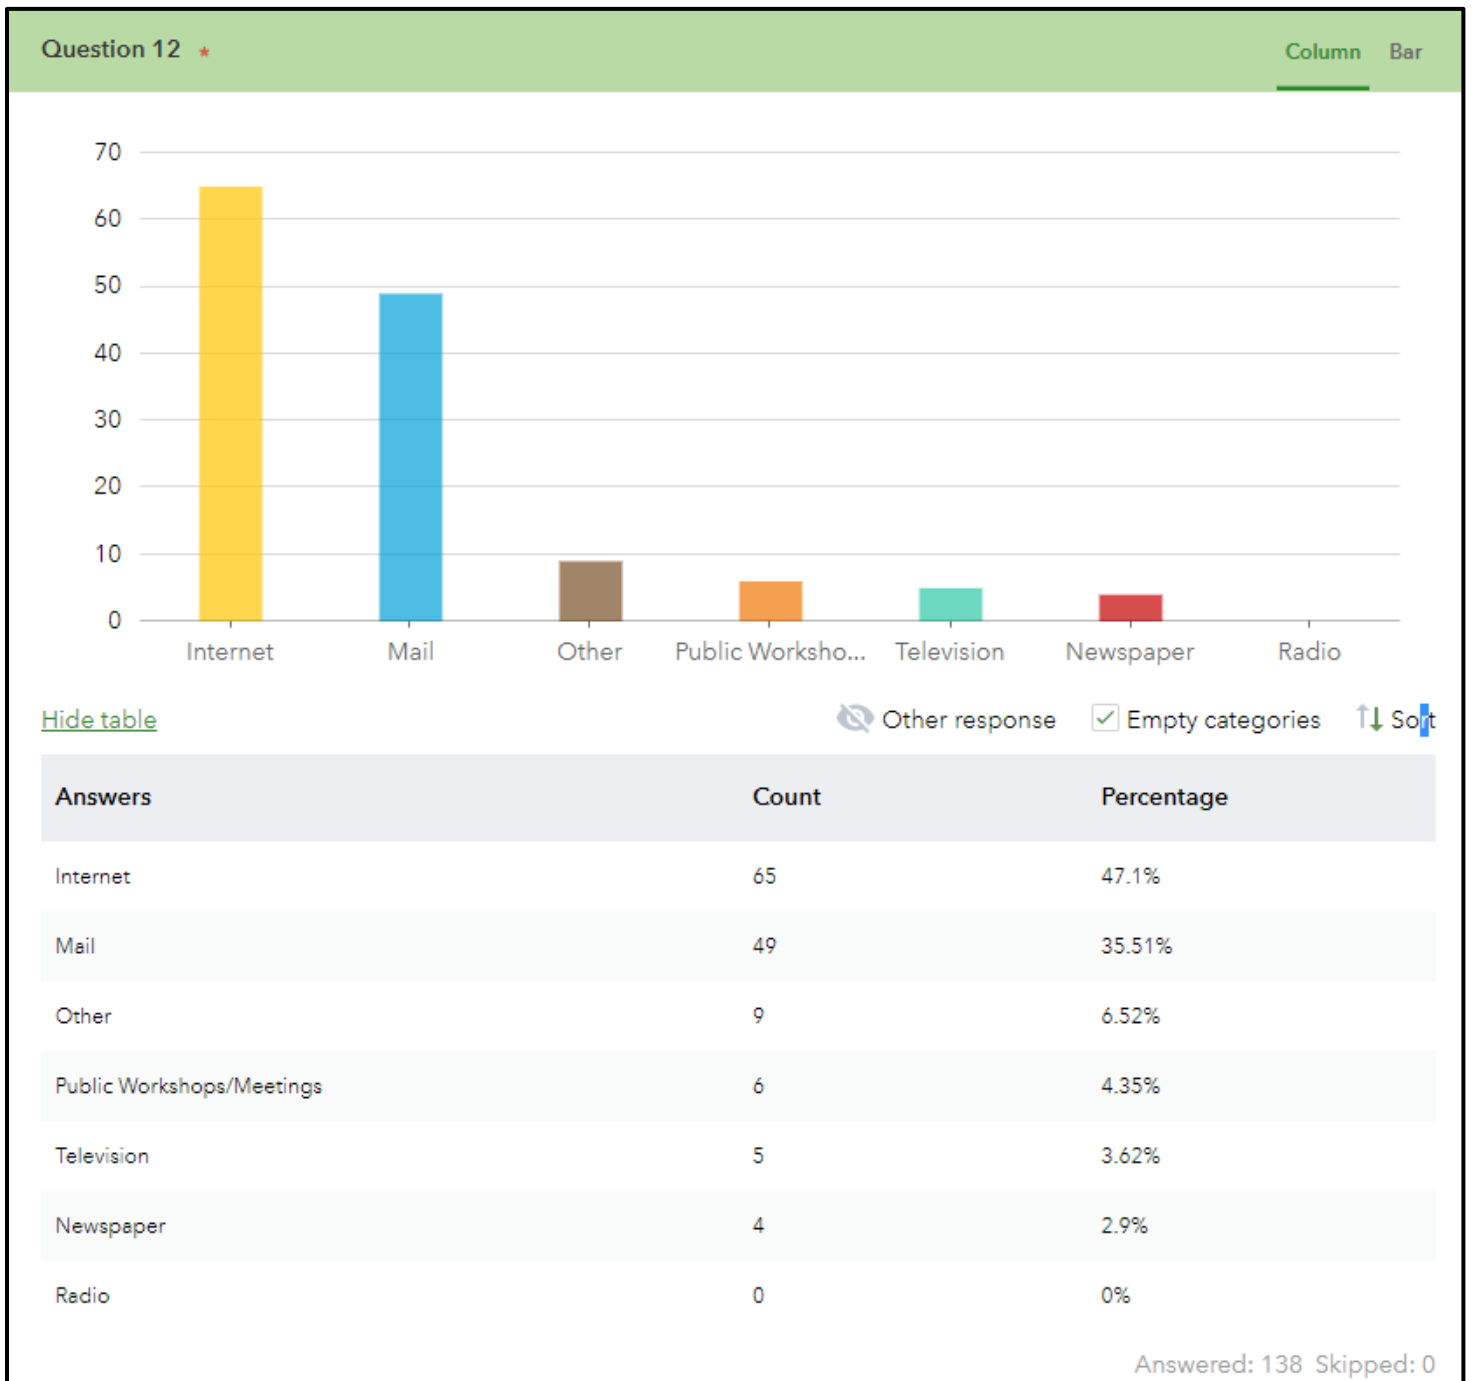 Question 12 *
Column Bar
70
60
50
40
30
20
10
0
Internet Mail Other Public Worksho... Television Newspaper Radio
Hide table Other response Empty categories Sort
Answers Count Percentage
Internet 65 47.1%
Mail 49 35.51%
Other 9 6.52%
Public Workshops/Meetings 6 4.35%
Television 5 3.62%
Newspaper 4 2.9%
Radio 0 0%
Answered: 138 Skipped: 0